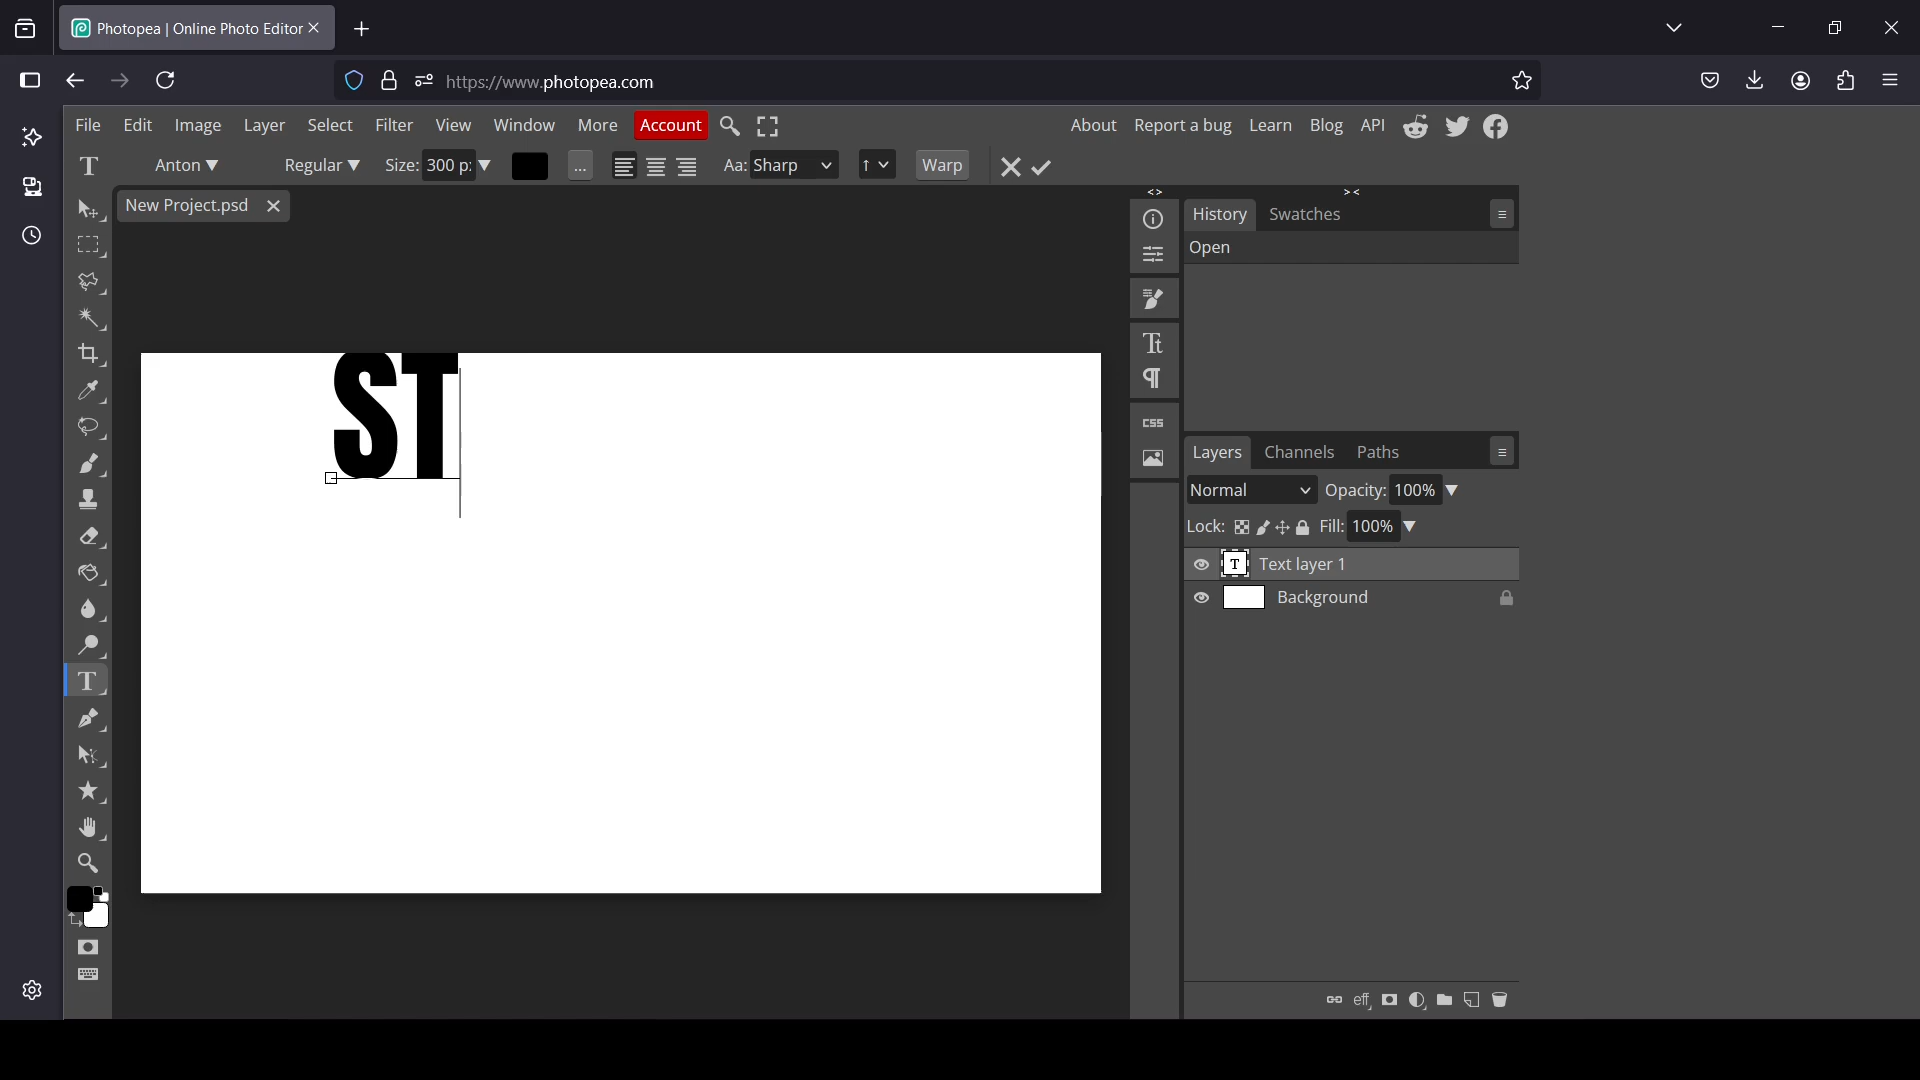 Photopea | Online Photo Editor
https://www.photopea.com
File Edit Image Layer Select Filter View Window More Account About Report a bug Learn Blog API
T Anton ▼ Regular ▼ Size: 300 p: ▼ ... Aa: Sharp Warp
New Project.psd
History Swatches
Open
ST
Tt
¶
CSS
Layers Channels Paths
Normal Opacity: 100% ▼
Lock: Fill: 100% ▼
T Text layer 1
Background
T
eff